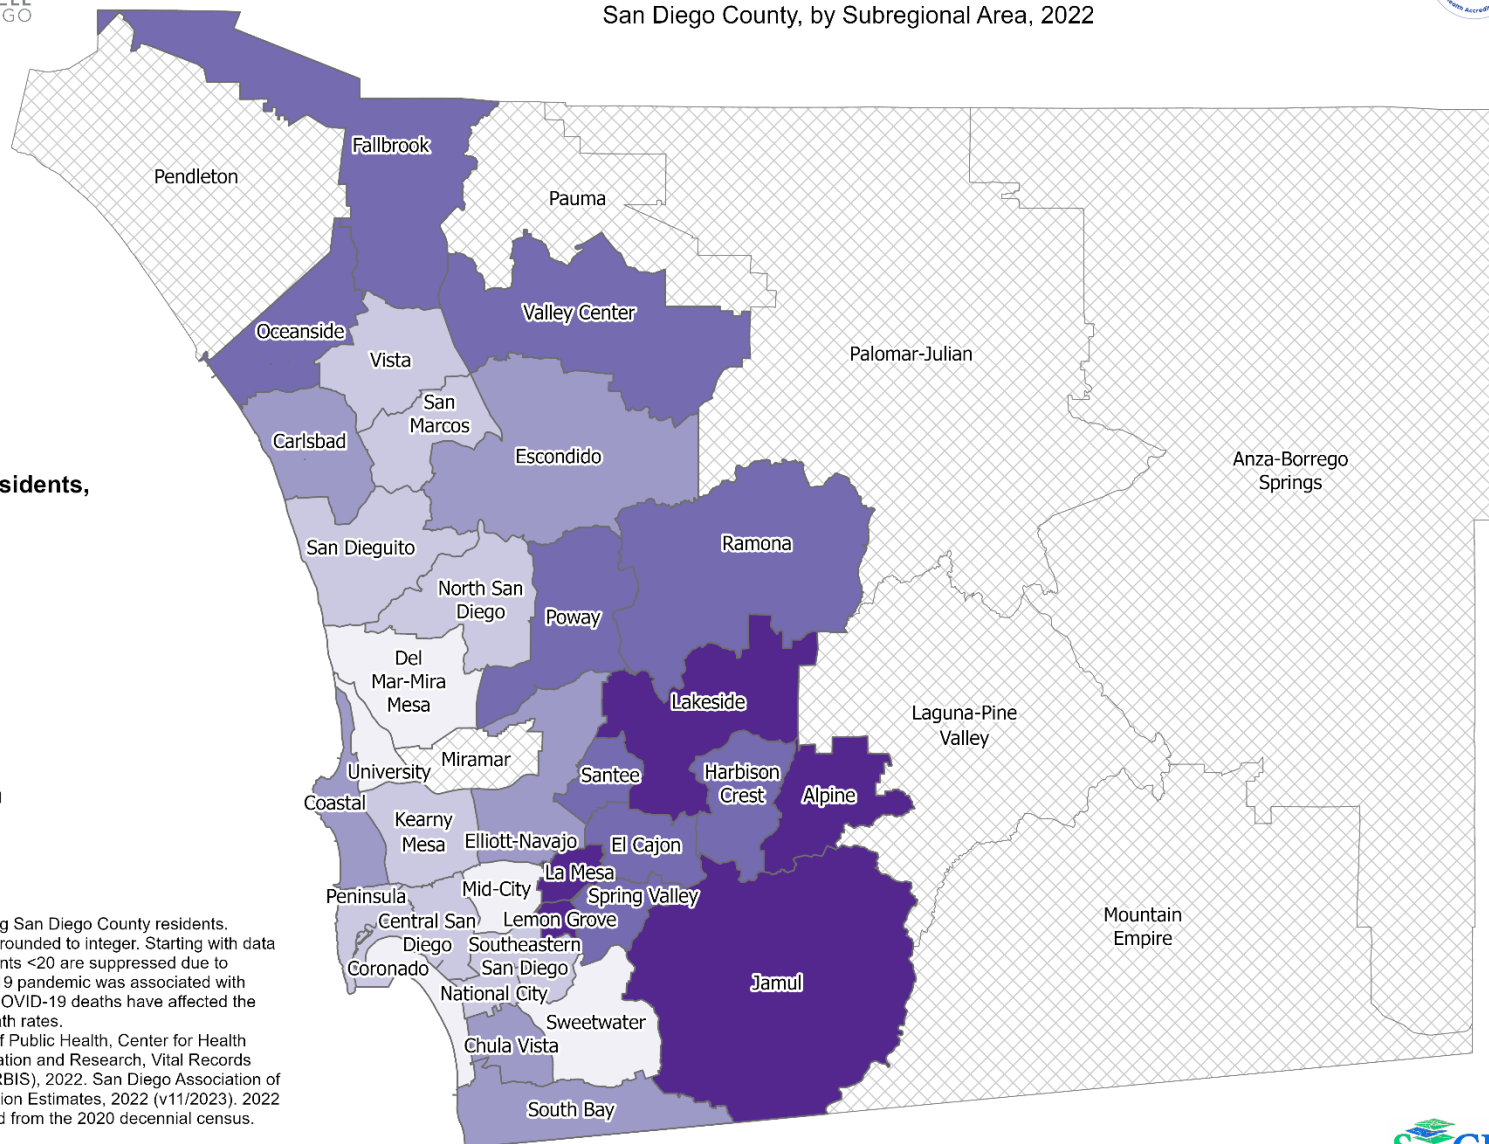 San Diego County, by Subregional Area, 2022
Fallbrook
Pendleton
Pauma
Valley Center
Oceanside
Vista
Palomar-Julian
San
Marcos
Carlsbad
Escondido
Anza-Borrego
Springs
sidents,
San Dieguito
Ramona
North San
Diego
Poway
Del
Mar-Mira
Mesa
Lakeside
Laguna-Pine
Valley
Miramar
University
Santee
Harbison
Crest
Alpine
Coastal
Kearny
Mesa
Elliott-Navajo
El Cajon
La Mesa
Mid-City
Peninsula
Spring Valley
Central San
Diego
Lemon Grove
Mountain
Empire
Southeastern
San Diego
Coronado
Jamul
National City
Sweetwater
Chula Vista
South Bay
g San Diego County residents.
rounded to integer. Starting with data
nts <20 are suppressed due to
9 pandemic was associated with
OVID-19 deaths have affected the
ath rates.
f Public Health, Center for Health
ation and Research, Vital Records
RBIS), 2022. San Diego Association of
ion Estimates, 2022 (v11/2023). 2022
d from the 2020 decennial census.